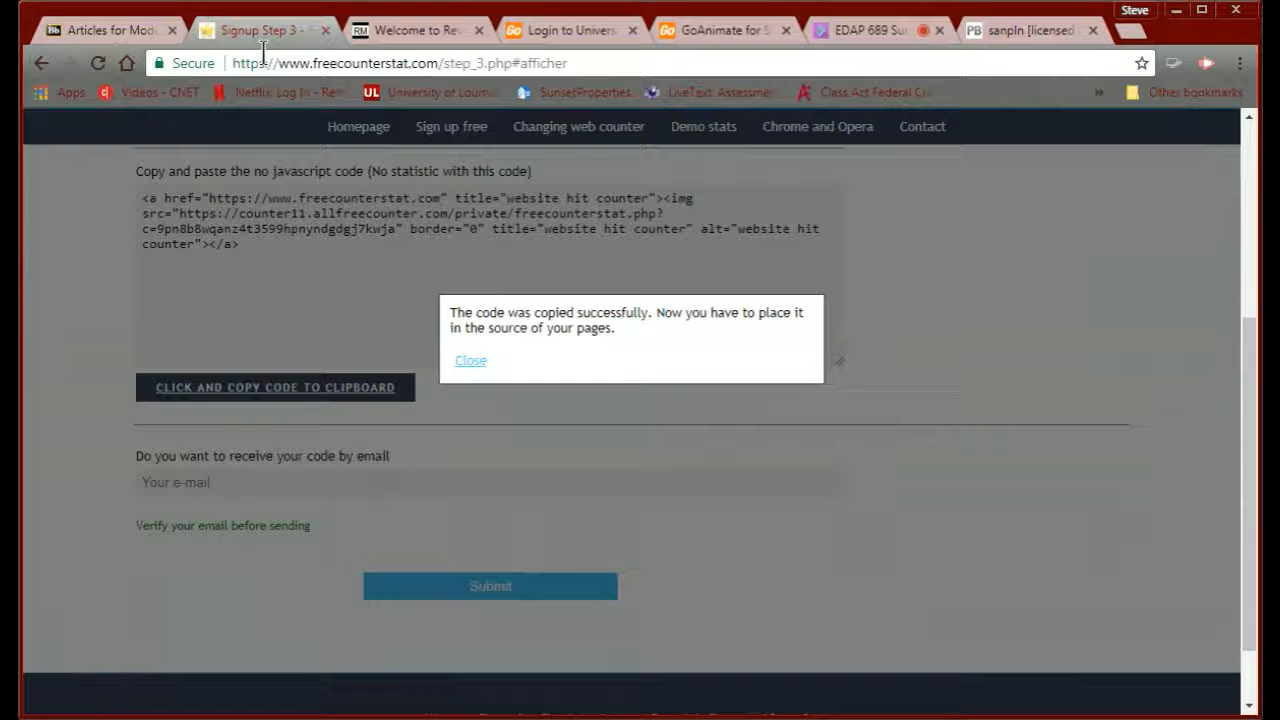 Steve
Articles for Mod
Signup Step 3 -
Welcome to Re
Login to Univers
GoAnimate for S
EDAP 689 Su
sanpln [licensed
Secure
https://www.freecounterstat.com/step_3.php#afficher
Apps
Videos - CNET
Netflix: Log In - Re
University of Louis
SunsetProperties
LiveText: Assessme
Class Act Federal Cr
»
Other bookmarks
Homepage
Sign up free
Changing web counter
Demo stats
Chrome and Opera
Contact
Copy and paste the no javascript code (No statistic with this code)
<a href="https://www.freecounterstat.com" title="website hit counter"><img
src="https://counter11.allfreecounter.com/private/freecounterstat.php?
c=9pn8b8wqanz4t3599hpnyndgdgj7kwja" border="0" title="website hit counter" alt="website hit
counter"></a>
The code was copied successfully. Now you have to place it
in the source of your pages.
Close
CLICK AND COPY CODE TO CLIPBOARD
Do you want to receive your code by email
Your e-mail
Verify your email before sending
Submit